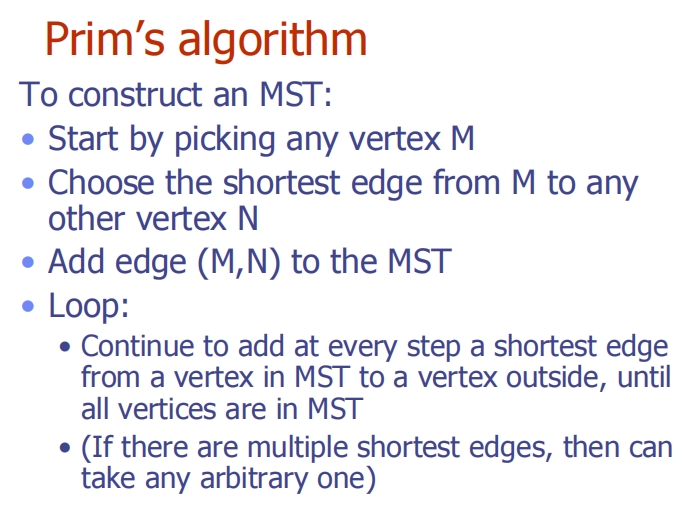 Prim’s algorithm
To construct an MST:
• Start by picking any vertex M
• Choose the shortest edge from M to any
other vertex N
• Add edge (M,N) to the MST
• Loop:
• Continue to add at every step a shortest edge
from a vertex in MST to a vertex outside, until
all vertices are in MST
• (If there are multiple shortest edges, then can
take any arbitrary one)